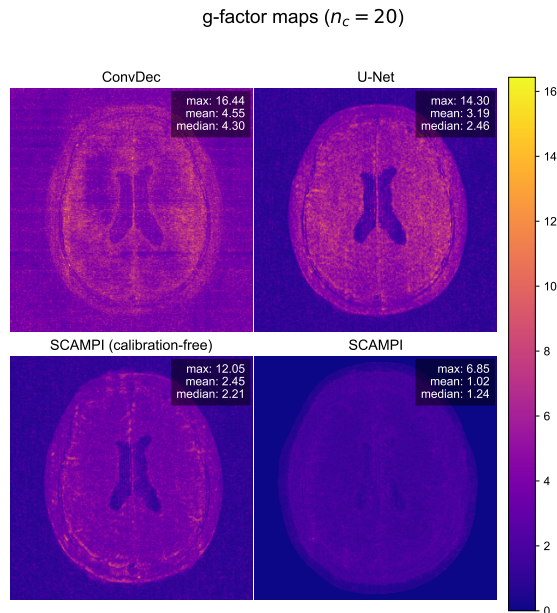 g-factor maps (n_c = 20)
ConvDec
max: 16.44
mean: 4.55
median: 4.30
U-Net
max: 14.30
mean: 3.19
median: 2.46
SCAMPI (calibration-free)
max: 12.05
mean: 2.45
median: 2.21
SCAMPI
max: 6.85
mean: 1.02
median: 1.24
16
14
12
10
8
6
4
2
0